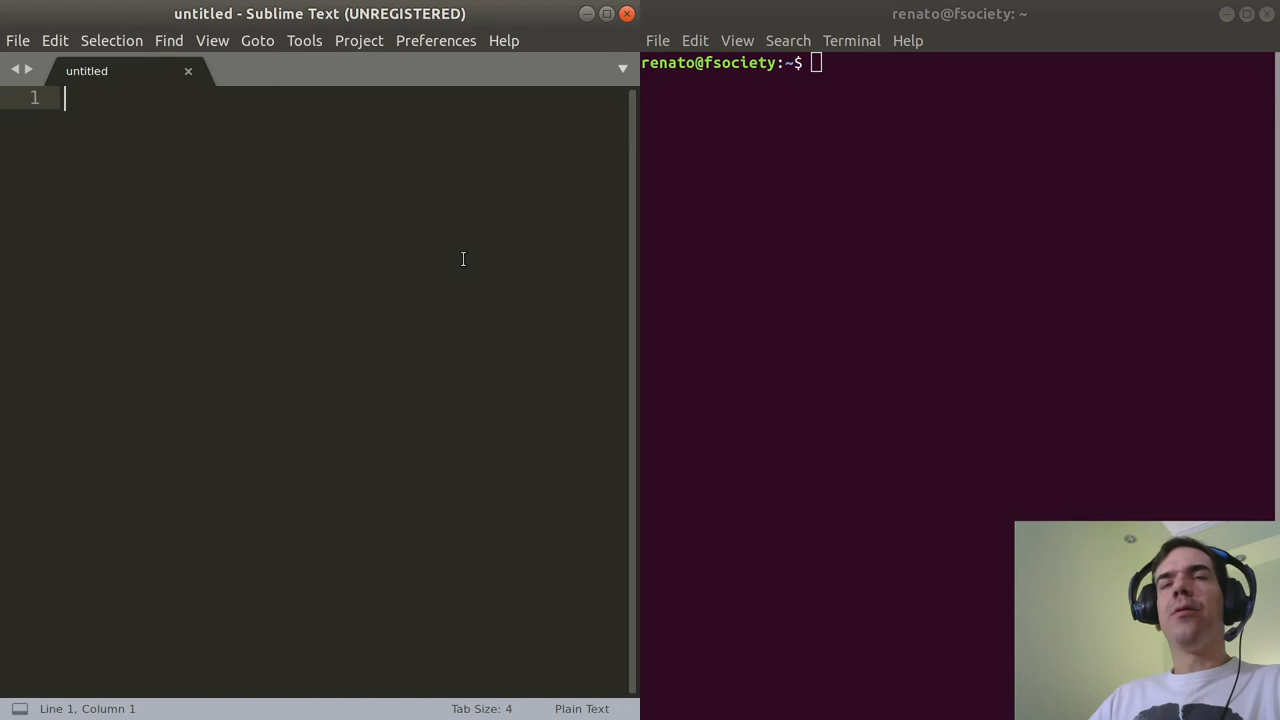 untitled - Sublime Text (UNREGISTERED)
File Edit Selection Find View Goto Tools Project Preferences Help
untitled
1
Line 1, Column 1
Tab Size: 4
Plain Text
renato@fsociety: ~
File Edit View Search Terminal Help
renato@fsociety:~$